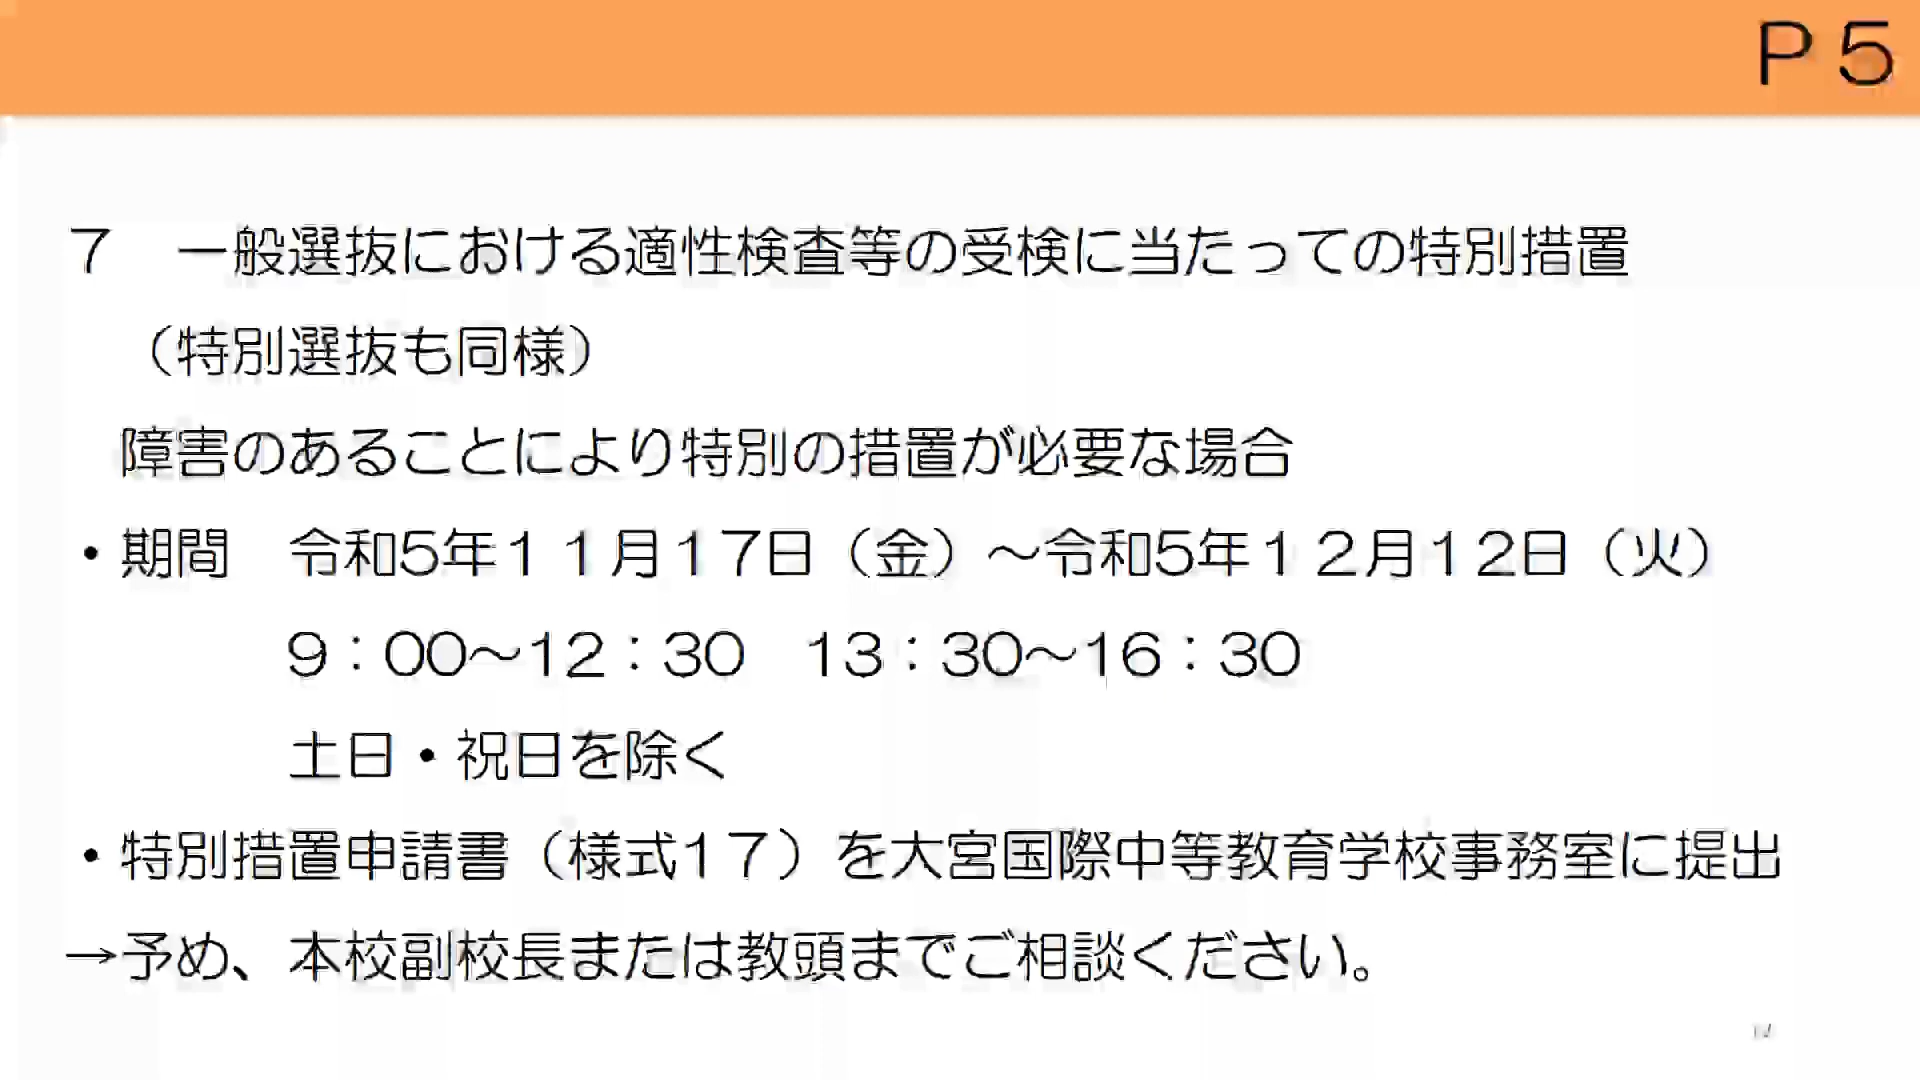 P5
7　一般選抜における適性検査等の受検に当たっての特別措置
（特別選抜も同様）
障害のあることにより特別の措置が必要な場合
・期間　令和5年１１月１７日（金）～令和5年１２月１２日（火）
9：00～12：30　13：30～16：30
土日・祝日を除く
・特別措置申請書（様式１７）を大宮国際中等教育学校事務室に提出
→予め、本校副校長または教頭までご相談ください。